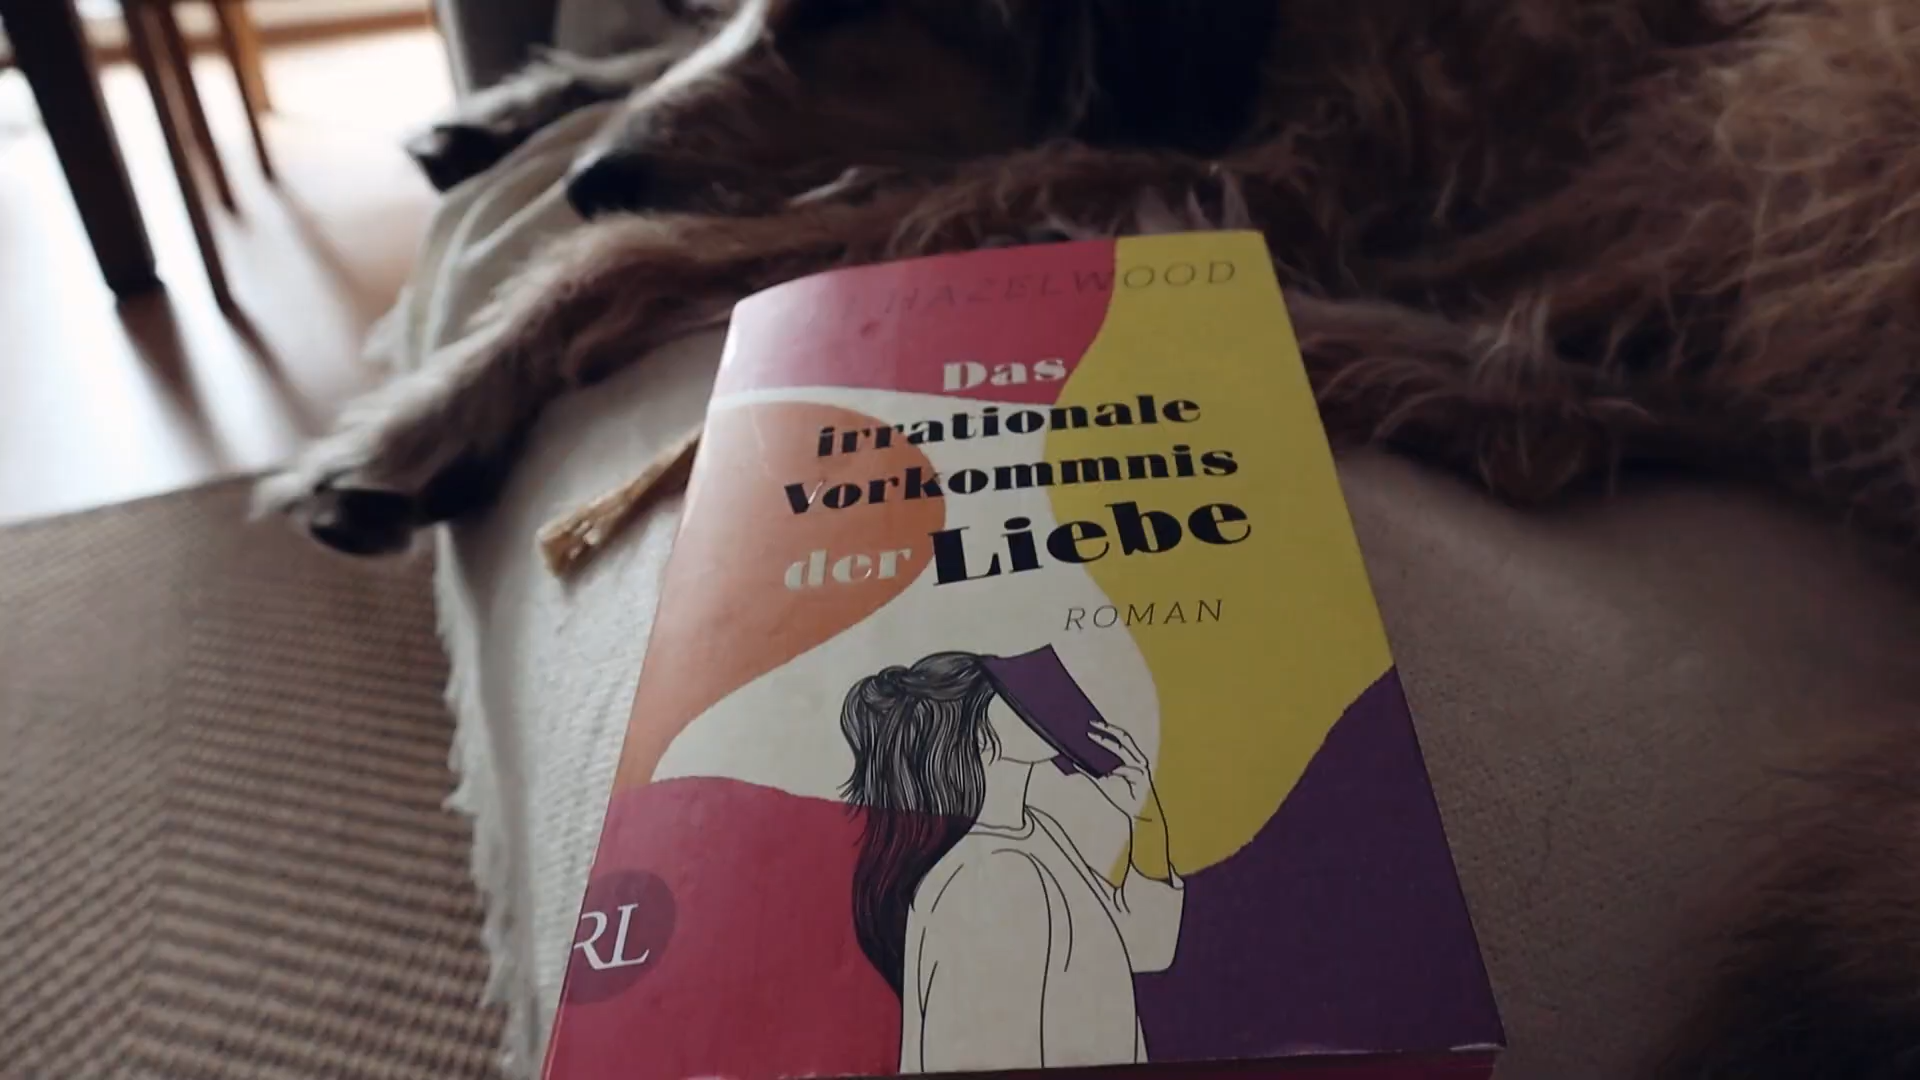 HAZELWOOD
Das
irrationale
Vorkommnis
der Liebe
ROMAN
RL